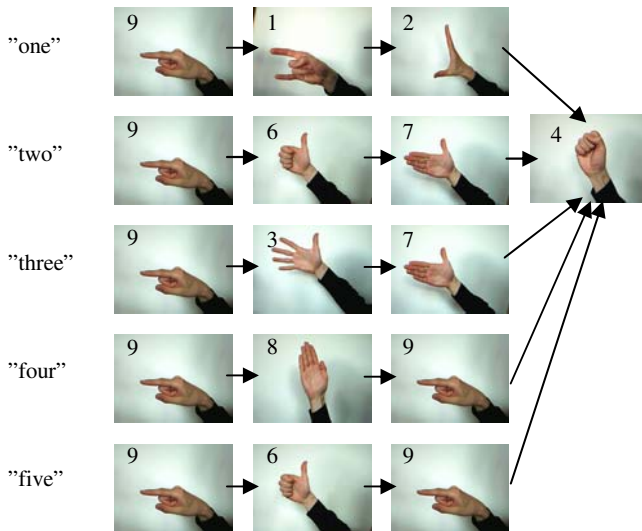 ”one” 9 1 2
4
”two” 9 6 7
”three” 9 3 7
”four” 9 8 9
”five” 9 6 9